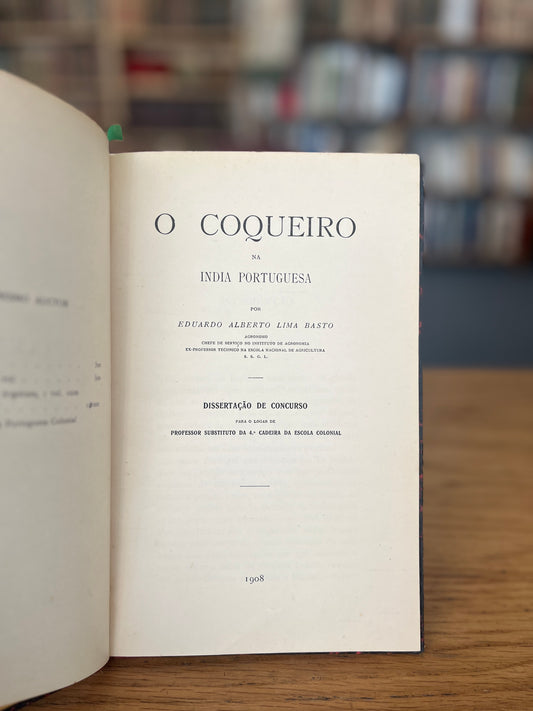 O COQUEIRO
NA
INDIA PORTUGUESA
POR
EDUARDO ALBERTO LIMA BASTO
AGRONOMO
CHEFE DE SERVIÇO NO INSTITUTO DE AGRONOMIA
EX-PROFESSOR TECHNICO NA ESCOLA NACIONAL DE AGRICULTURA
S. S. G. L.
DISSERTAÇÃO DE CONCURSO
PARA O LOGAR DE
PROFESSOR SUBSTITUTO DA 4.ª CADEIRA DA ESCOLA COLONIAL
1908